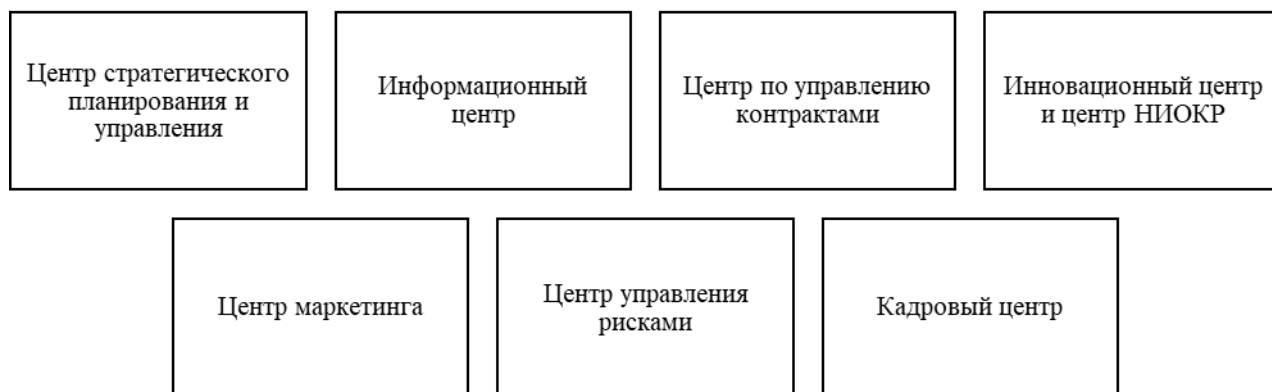 Центр стратегического
планирования и
управления
Информационный
центр
Центр по управлению
контрактами
Инновационный центр
и центр НИОКР
Центр маркетинга
Центр управления
рисками
Кадровый центр